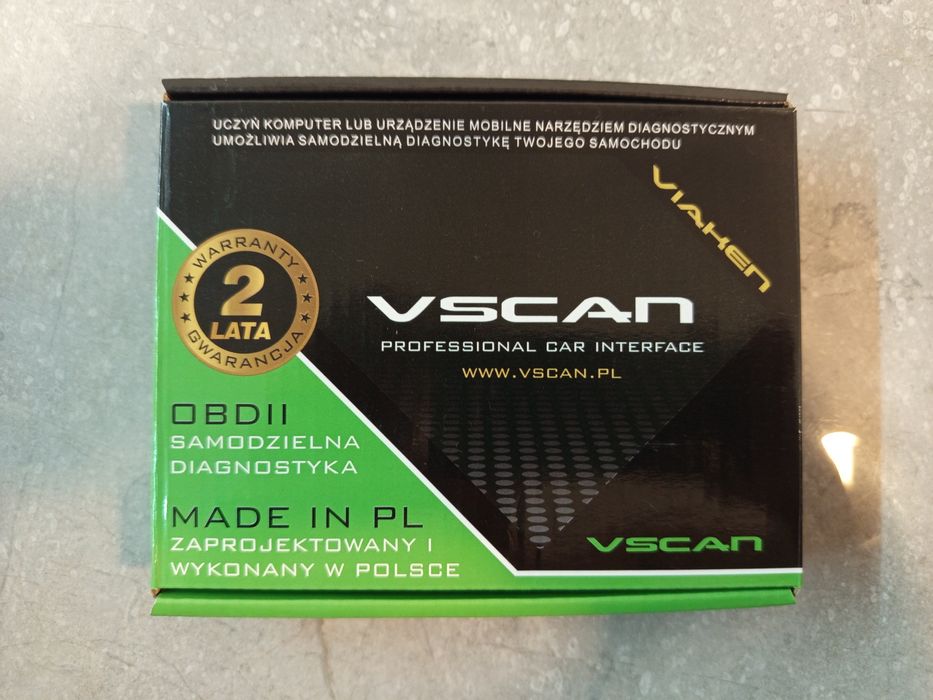 UCZYŃ KOMPUTER LUB URZĄDZENIE MOBILNE NARZĘDZIEM DIAGNOSTYCZNYM
UMOŻLIWIA SAMODZIELNĄ DIAGNOSTYKĘ TWOJEGO SAMOCHODU
VIAKEN
WARRANTY
2
LATA
GWARANCJA
VSCAN
PROFESSIONAL CAR INTERFACE
WWW.VSCAN.PL
OBDII
SAMODZIELNA
DIAGNOSTYKA
MADE IN PL
ZAPROJEKTOWANY I
WYKONANY W POLSCE
VSCAN